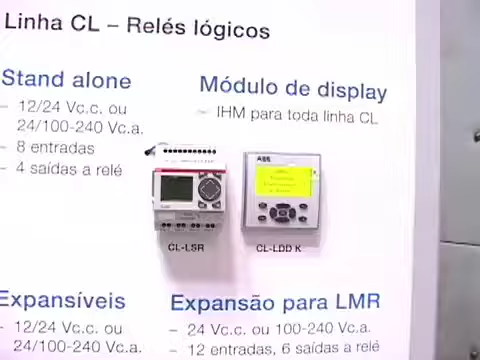 Linha CL – Relés lógicos
Stand alone
– 12/24 Vc.c. ou
24/100-240 Vc.a.
– 8 entradas
– 4 saídas a relé
Módulo de display
– IHM para toda linha CL
ABB
CL-LSR
CL-LDD K
Expansíveis
– 12/24 Vc.c. ou
24/100-240 Vc.a.
Expansão para LMR
– 24 Vc.c. ou 100-240 Vc.a.
– 12 entradas, 6 saídas a relé